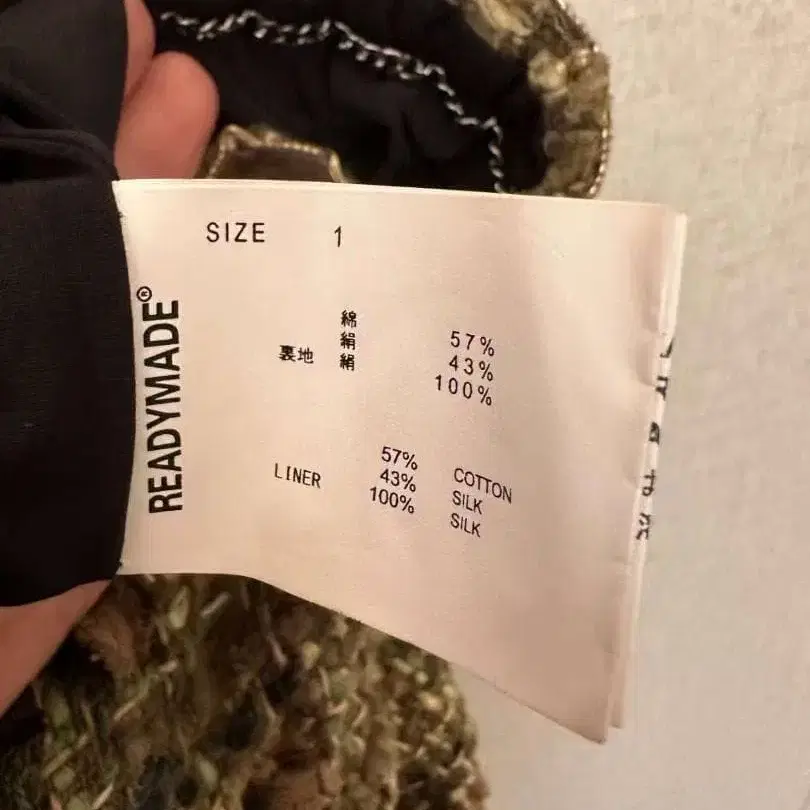 SIZE 1
READYMADE®
綿 57%
絹 43%
裏地 絹 100%
57% COTTON
43% SILK
LINER 100% SILK